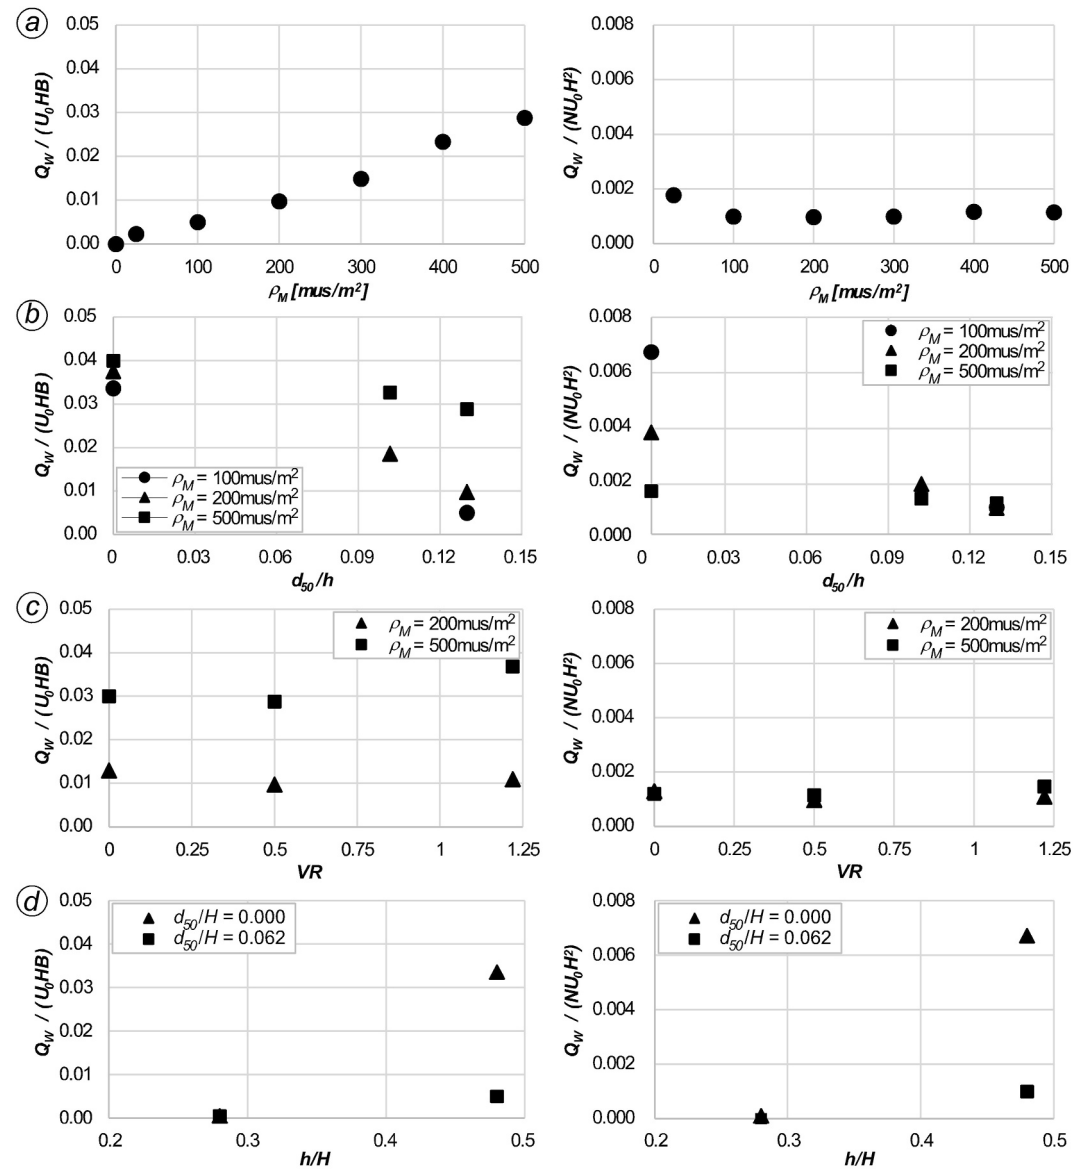 a
0.05
0.04
0.03
0.02
0.01
0.00
Q_W / (U_0HB)
0 100 200 300 400 500
ρ_M [mus/m²]
0.008
0.006
0.004
0.002
0.000
Q_W / (NU_0H²)
0 100 200 300 400 500
ρ_M [mus/m²]
b
0.05
0.04
0.03
0.02
0.01
0.00
Q_W / (U_0HB)
ρ_M = 100mus/m²
ρ_M = 200mus/m²
ρ_M = 500mus/m²
0.00 0.03 0.06 0.09 0.12 0.15
d_50/h
0.008
0.006
0.004
0.002
0.000
Q_W / (NU_0H²)
ρ_M = 100mus/m²
ρ_M = 200mus/m²
ρ_M = 500mus/m²
0 0.03 0.06 0.09 0.12 0.15
d_50/h
c
0.05
0.04
0.03
0.02
0.01
0.00
Q_W / (U_0HB)
ρ_M = 200mus/m²
ρ_M = 500mus/m²
0 0.25 0.5 0.75 1 1.25
VR
0.008
0.006
0.004
0.002
0.000
Q_W / (NU_0H²)
ρ_M = 200mus/m²
ρ_M = 500mus/m²
0 0.25 0.5 0.75 1 1.25
VR
d
0.05
0.04
0.03
0.02
0.01
0.00
Q_W / (U_0HB)
d_50/H = 0.000
d_50/H = 0.062
0.2 0.3 0.4 0.5
h/H
0.008
0.006
0.004
0.002
0.000
Q_W / (NU_0H²)
d_50/H = 0.000
d_50/H = 0.062
0.2 0.3 0.4 0.5
h/H